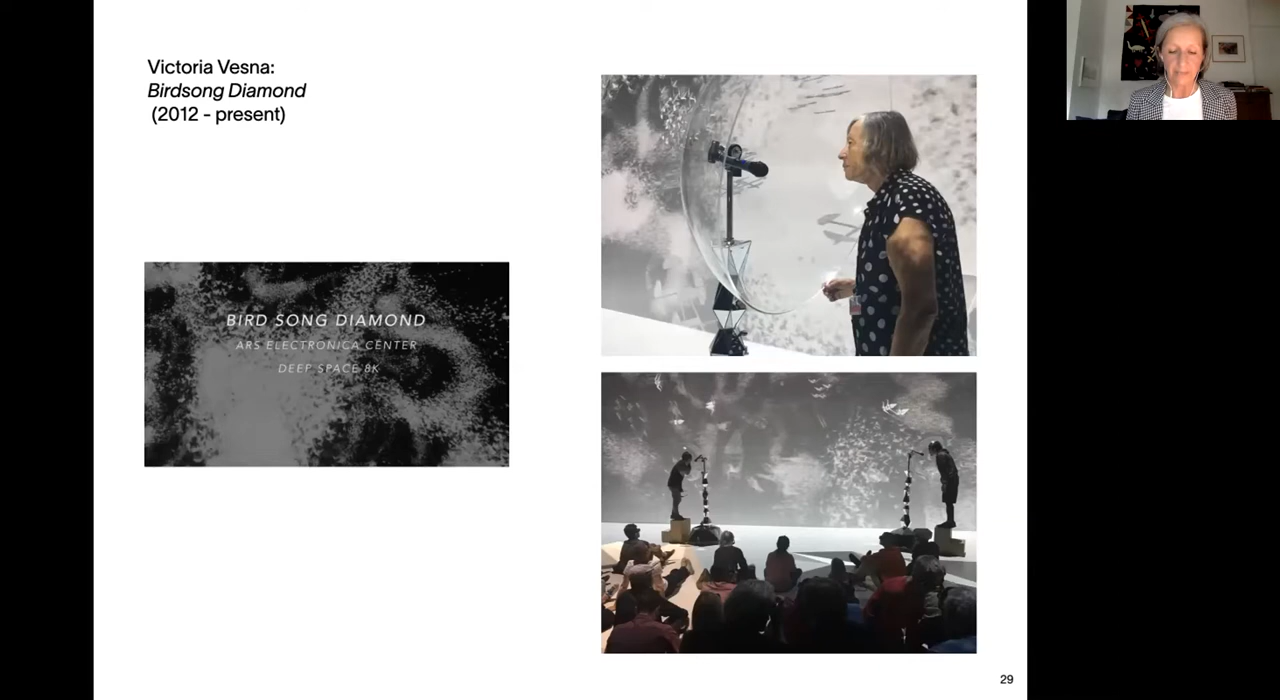 Victoria Vesna:
Birdsong Diamond
(2012 - present)
BIRD SONG DIAMOND
ARS ELECTRONICA CENTER
DEEP SPACE 8K
29